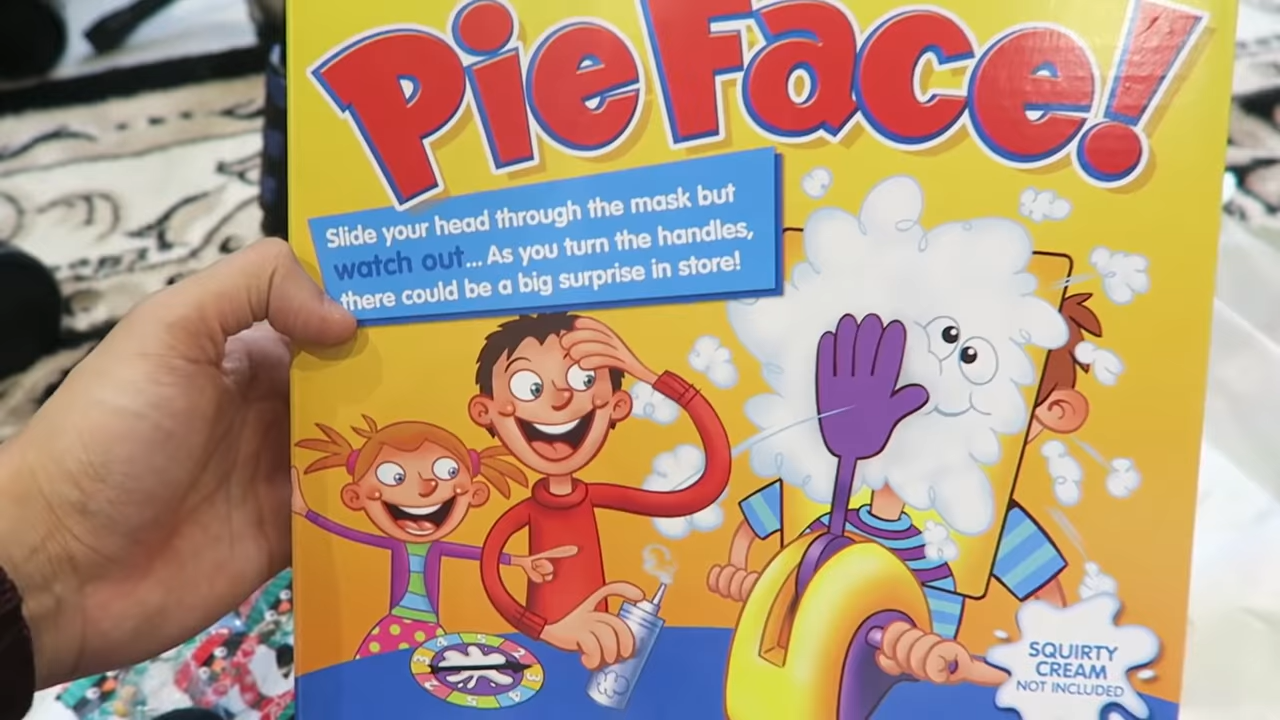 Pie Face!
Slide your head through the mask but
watch out... As you turn the handles,
there could be a big surprise in store!
SQUIRTY
CREAM
NOT INCLUDED